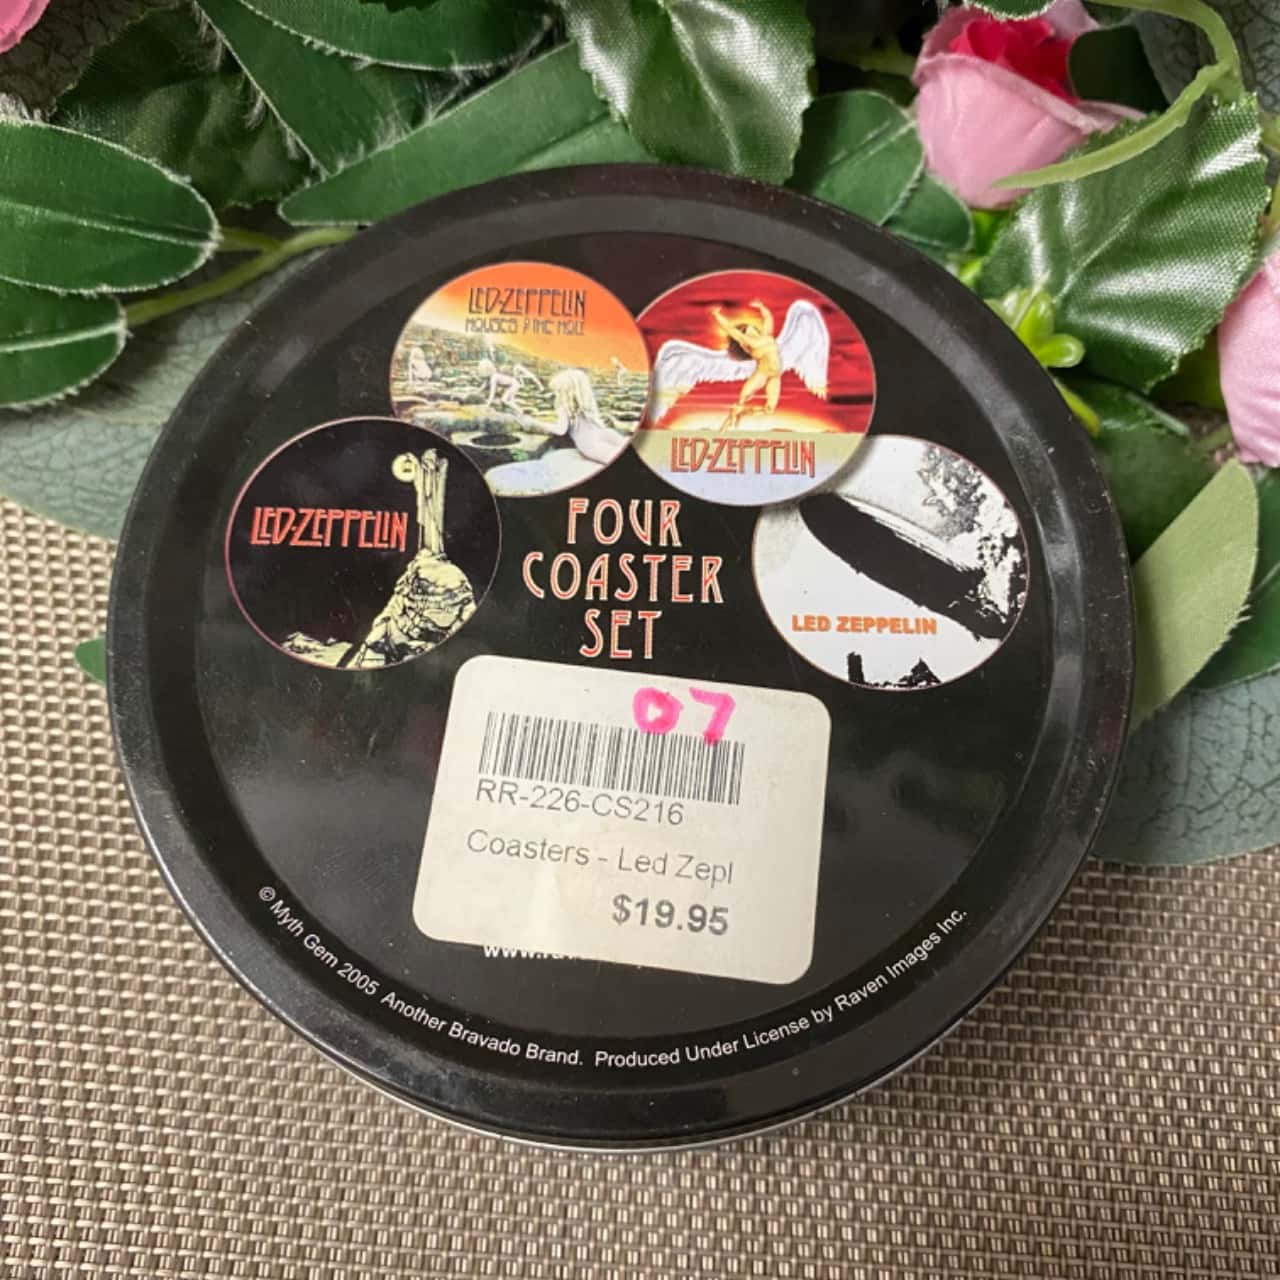 LED-ZEPPELIN
HOUSES OF THE HOLY
LED-ZEPPELIN
LED-ZEPPELIN
LED ZEPPELIN
FOUR
COASTER
SET
07
RR-226-CS216
Coasters - Led Zepl
$19.95
© Myth Gem 2005 Another Bravado Brand. Produced Under License by Raven Images Inc.